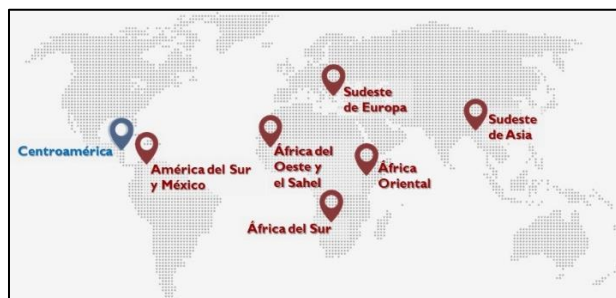 Sudeste
de Europa
Sudeste
de Asia
Centroamérica
América del Sur
y México
África del
Oeste y
el Sahel
África
Oriental
África del Sur